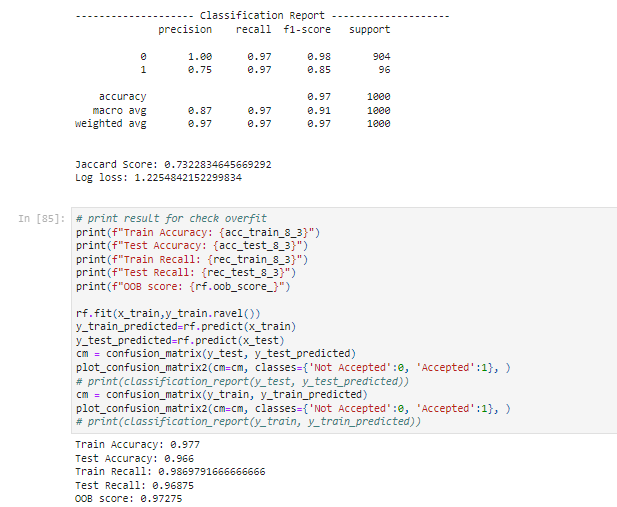 -------------------- Classification Report --------------------
precision recall f1-score support
0 1.00 0.97 0.98 904
1 0.75 0.97 0.85 96
accuracy 0.97 1000
macro avg 0.87 0.97 0.91 1000
weighted avg 0.97 0.97 0.97 1000
Jaccard Score: 0.7322834645669292
Log loss: 1.2254842152299834
In [85]: # print result for check overfit
print(f"Train Accuracy: {acc_train_8_3}")
print(f"Test Accuracy: {acc_test_8_3}")
print(f"Train Recall: {rec_train_8_3}")
print(f"Test Recall: {rec_test_8_3}")
print(f"OOB score: {rf.oob_score_}")
rf.fit(x_train,y_train.ravel())
y_train_predicted=rf.predict(x_train)
y_test_predicted=rf.predict(x_test)
cm = confusion_matrix(y_test, y_test_predicted)
plot_confusion_matrix2(cm=cm, classes={'Not Accepted':0, 'Accepted':1}, )
# print(classification_report(y_test, y_test_predicted))
cm = confusion_matrix(y_train, y_train_predicted)
plot_confusion_matrix2(cm=cm, classes={'Not Accepted':0, 'Accepted':1}, )
# print(classification_report(y_train, y_train_predicted))
Train Accuracy: 0.977
Test Accuracy: 0.966
Train Recall: 0.9869791666666666
Test Recall: 0.96875
OOB score: 0.97275